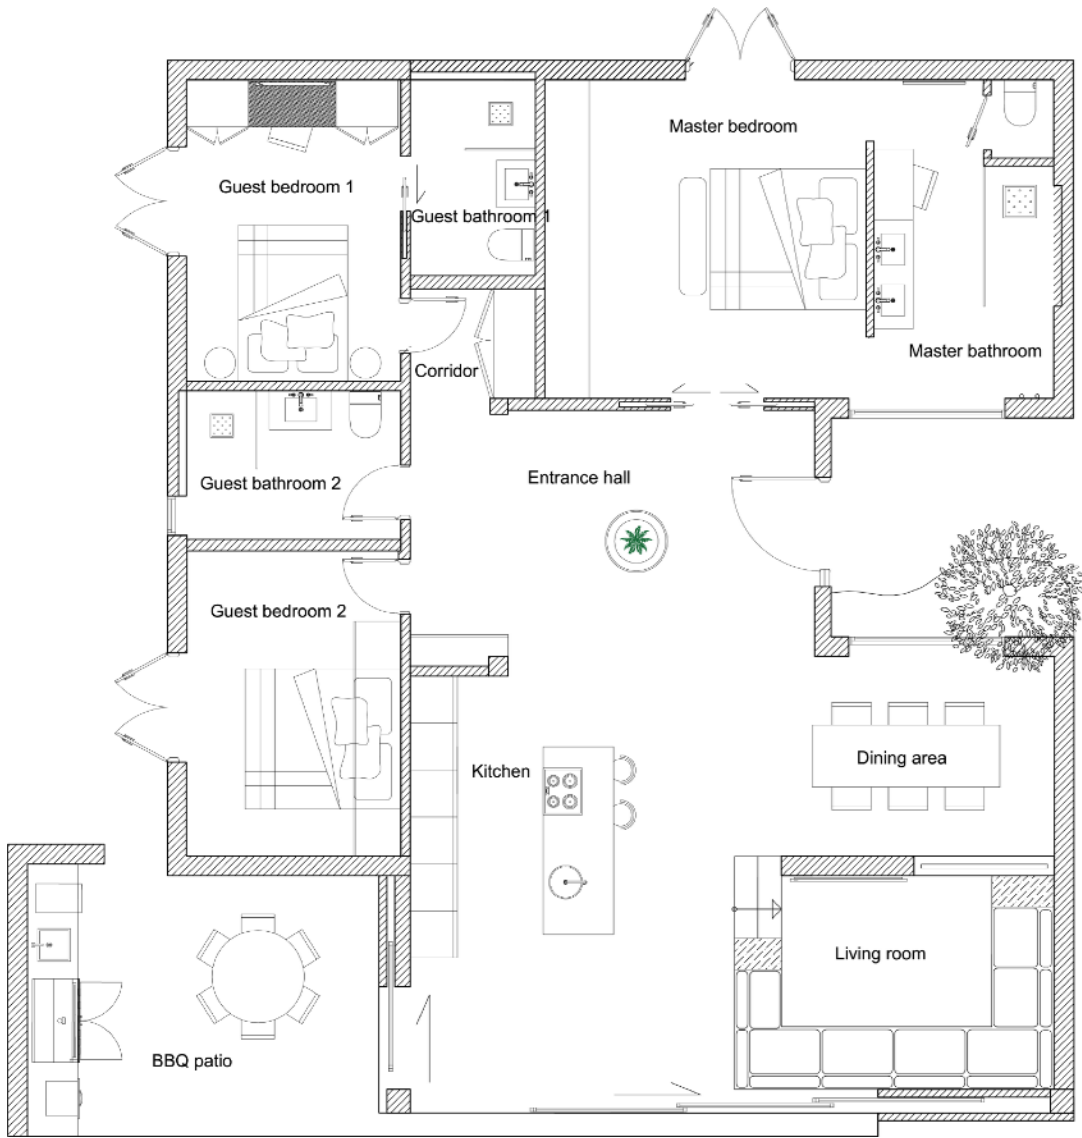 Master bedroom
Guest bedroom 1
Guest bathroom 1
Master bathroom
Corridor
Entrance hall
Guest bathroom 2
Guest bedroom 2
Dining area
Kitchen
Living room
BBQ patio